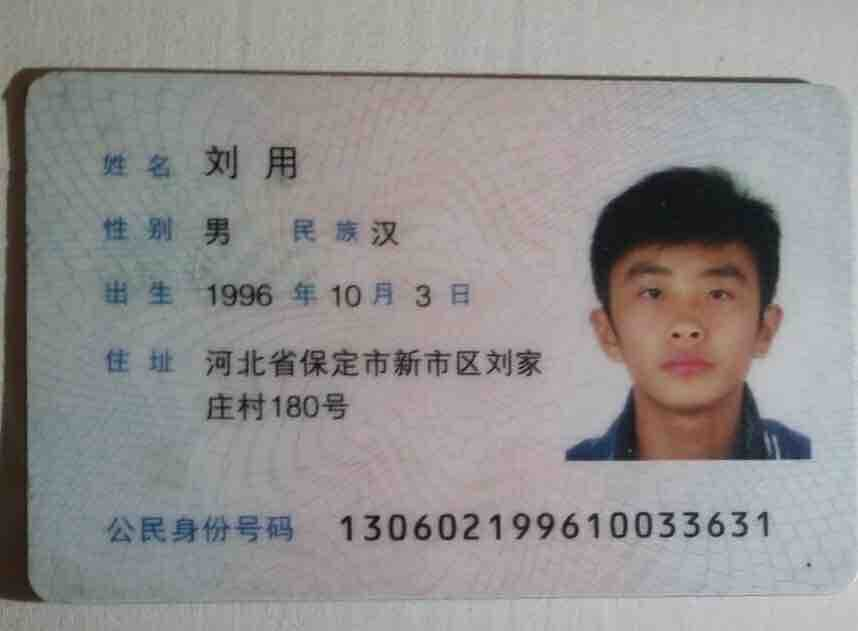 姓名 刘用
性别 男 民族 汉
出生 1996 年 10 月 3 日
住址 河北省保定市新市区刘家
庄村180号
公民身份号码 130602199610033631